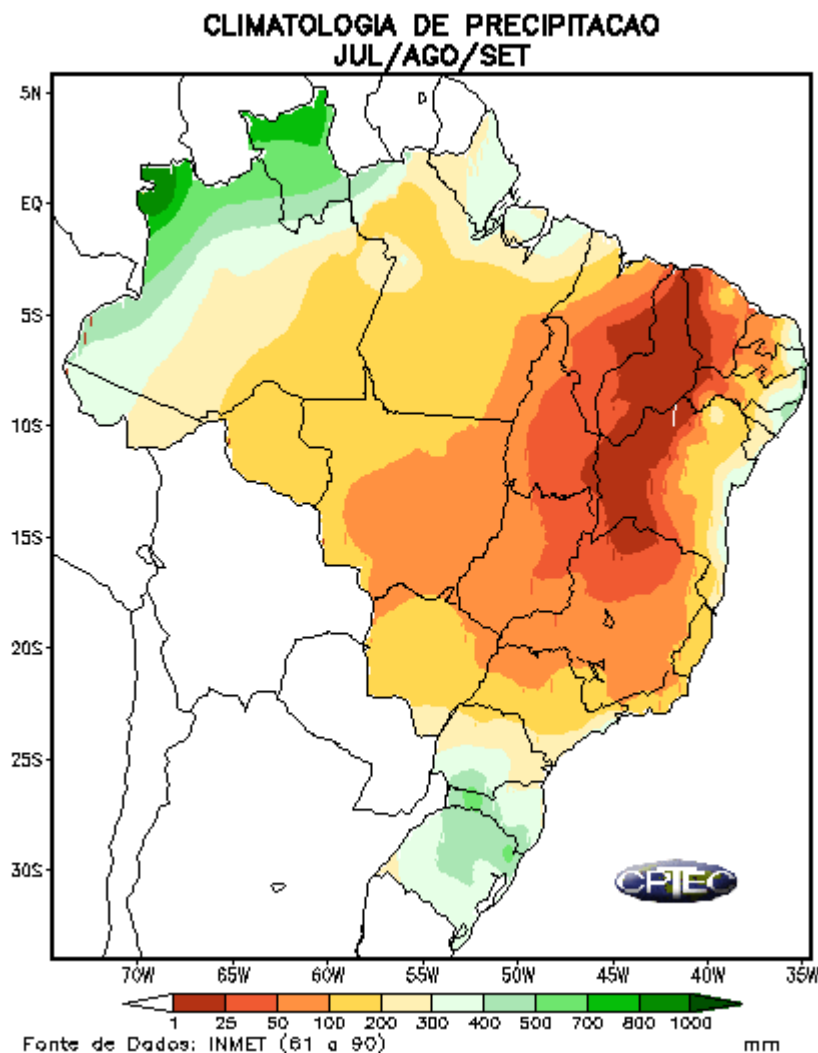 CLIMATOLOGIA DE PRECIPITACAO
JUL/AGO/SET
5N
EQ
5S
10S
15S
20S
25S
30S
CPTEC
70W 65W 60W 55W 50W 45W 40W 35W
1 25 50 100 200 300 400 500 700 800 1000
Fonte de Dados: INMET (61 a 90) mm